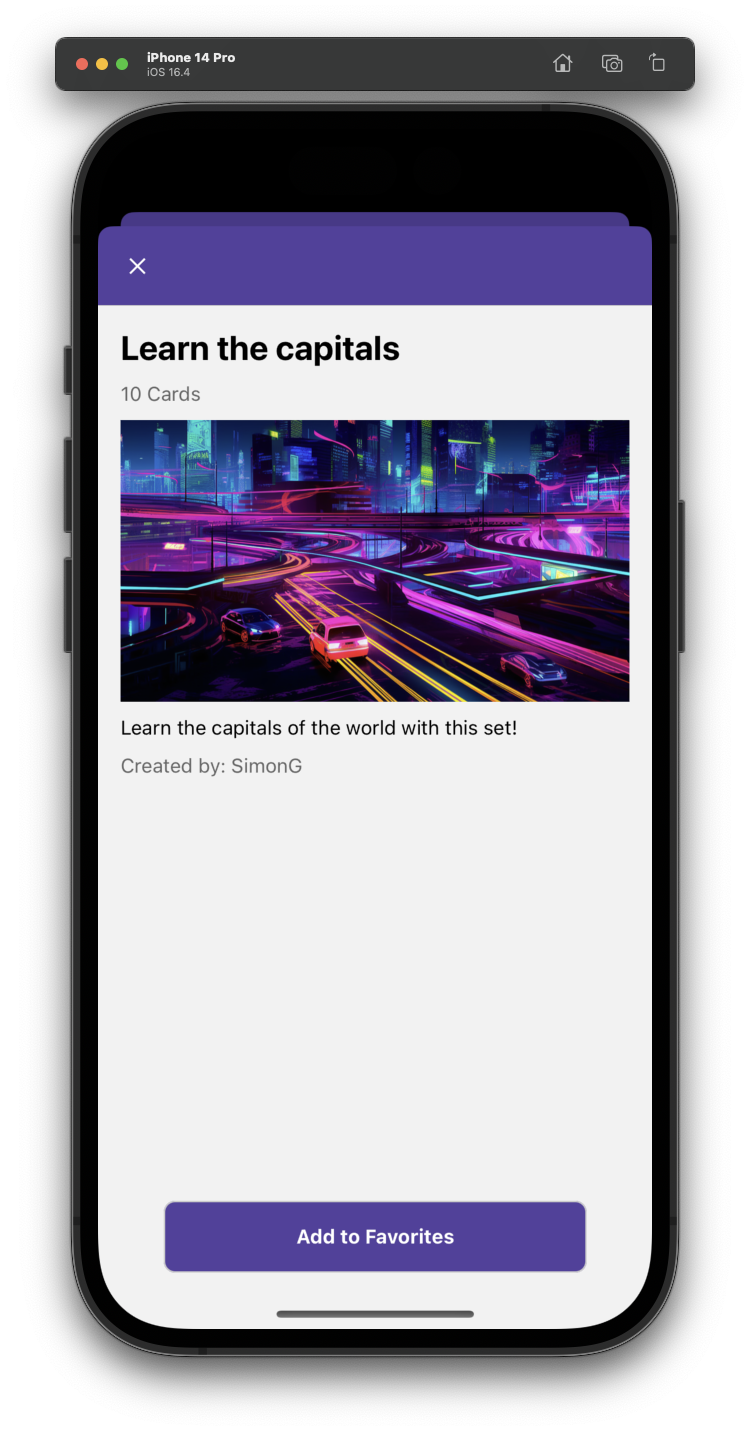 iPhone 14 Pro
iOS 16.4
Learn the capitals
10 Cards
Learn the capitals of the world with this set!
Created by: SimonG
Add to Favorites